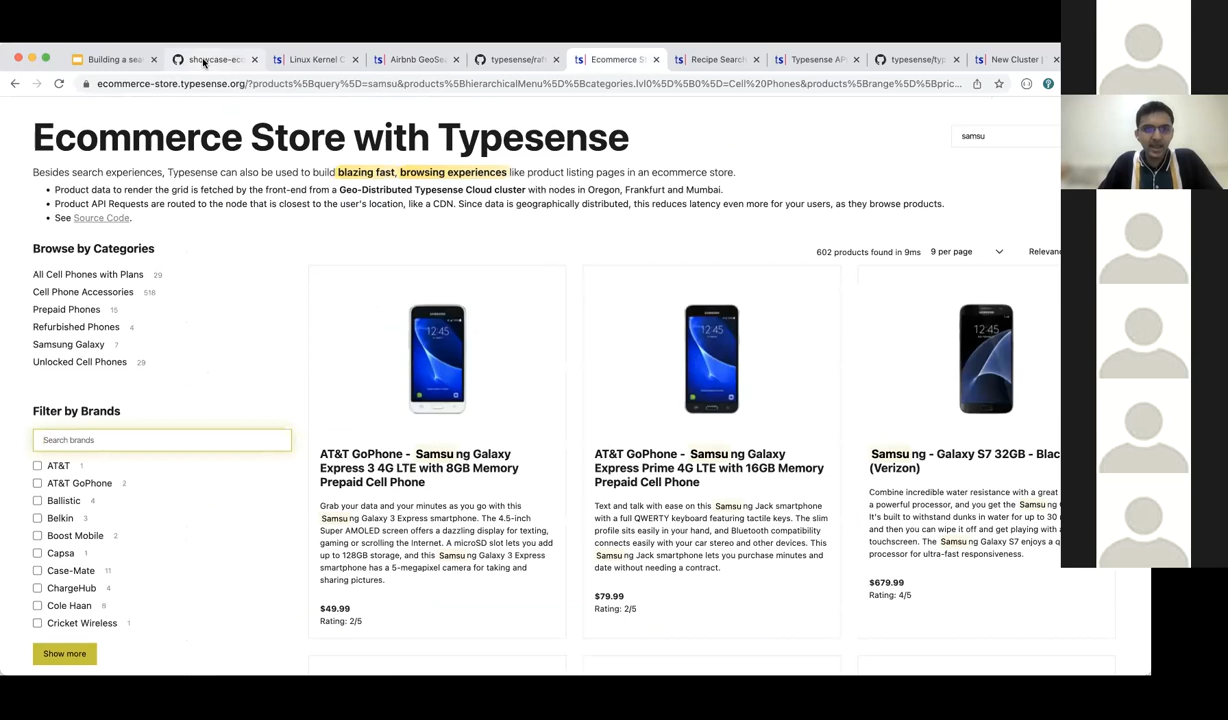 Building a sea
showcase-eco
Linux Kernel C
Airbnb GeoSea
typesense/raf
Ecommerce S
Recipe Search
Typesense AP
typesense/typ
New Cluster |
ecommerce-store.typesense.org/?products%5Bquery%5D=samsu&products%5BhierarchicalMenu%5D%5Bcategories.lvl0%5D%5B0%5D=Cell%20Phones&products%5Brange%5D%5Bpric...
Ecommerce Store with Typesense
samsu
Besides search experiences, Typesense can also be used to build blazing fast, browsing experiences like product listing pages in an ecommerce store.
• Product data to render the grid is fetched by the front-end from a Geo-Distributed Typesense Cloud cluster with nodes in Oregon, Frankfurt and Mumbai.
• Product API Requests are routed to the node that is closest to the user's location, like a CDN. Since data is geographically distributed, this reduces latency even more for your users, as they browse products.
• See Source Code.
Browse by Categories
All Cell Phones with Plans 29
Cell Phone Accessories 518
Prepaid Phones 15
Refurbished Phones 4
Samsung Galaxy 7
Unlocked Cell Phones 29
Filter by Brands
Search brands
AT&T 1
AT&T GoPhone 2
Ballistic 4
Belkin 3
Boost Mobile 2
Capsa 1
Case-Mate 11
ChargeHub 4
Cole Haan 8
Cricket Wireless 1
Show more
602 products found in 9ms
9 per page
Relevan
12:45
AT&T GoPhone - Samsung Galaxy
Express 3 4G LTE with 8GB Memory
Prepaid Cell Phone
Grab your data and your minutes as you go with this
Samsung Galaxy 3 Express smartphone. The 4.5-inch
Super AMOLED screen offers a dazzling display for texting,
gaming or scrolling the Internet. A microSD slot lets you
add up to 128GB storage, and this Samsung Galaxy 3 Express
smartphone has a 5-megapixel camera for taking and
sharing pictures.
$49.99
Rating: 2/5
12:45
AT&T GoPhone - Samsung Galaxy
Express Prime 4G LTE with 16GB Memory
Prepaid Cell Phone
Text and talk with ease on this Samsung Jack smartphone
with a full QWERTY keyboard featuring tactile keys. The slim
profile sits easily in your hand, and Bluetooth compatibility
connects easily with your car stereo and other devices. This
Samsung Jack smartphone lets you purchase minutes and
date without needing a contract.
$79.99
Rating: 2/5
12:45
Samsung - Galaxy S7 32GB - Blac
(Verizon)
Combine incredible water resistance with a great
a powerful processor, and you get the Samsung
It's built to withstand dunks in water for up to 30
and then you can wipe it off and get playing with a
touchscreen. The Samsung Galaxy S7 enjoys a q
processor for ultra-fast responsiveness.
$679.99
Rating: 4/5